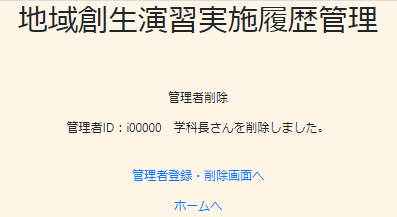 地域創生演習実施履歴管理
管理者削除
管理者ID：i00000　学科長さんを削除しました。
管理者登録・削除画面へ
ホームへ